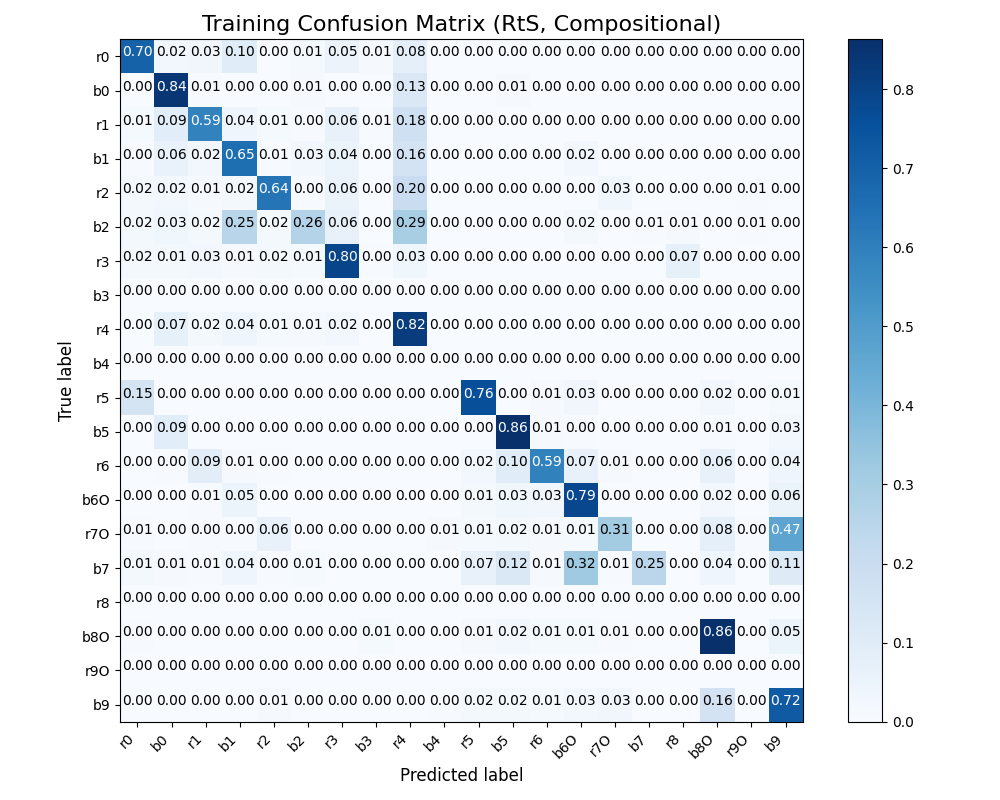 Training Confusion Matrix (RtS, Compositional)
r0 0.70 0.02 0.03 0.10 0.00 0.01 0.05 0.01 0.08 0.00 0.00 0.00 0.00 0.00 0.00 0.00 0.00 0.00 0.00 0.00
b0 0.00 0.84 0.01 0.00 0.00 0.01 0.00 0.00 0.13 0.00 0.00 0.01 0.00 0.00 0.00 0.00 0.00 0.00 0.00 0.00
r1 0.01 0.09 0.59 0.04 0.01 0.00 0.06 0.01 0.18 0.00 0.00 0.00 0.00 0.00 0.00 0.00 0.00 0.00 0.00 0.00
b1 0.00 0.06 0.02 0.65 0.01 0.03 0.04 0.00 0.16 0.00 0.00 0.00 0.00 0.02 0.00 0.00 0.00 0.00 0.00 0.00
r2 0.02 0.02 0.01 0.02 0.64 0.00 0.06 0.00 0.20 0.00 0.00 0.00 0.00 0.00 0.03 0.00 0.00 0.00 0.01 0.00
b2 0.02 0.03 0.02 0.25 0.02 0.26 0.06 0.00 0.29 0.00 0.00 0.00 0.00 0.02 0.00 0.01 0.01 0.00 0.01 0.00
r3 0.02 0.01 0.03 0.01 0.02 0.01 0.80 0.00 0.03 0.00 0.00 0.00 0.00 0.00 0.00 0.00 0.07 0.00 0.00 0.00
b3 0.00 0.00 0.00 0.00 0.00 0.00 0.00 0.00 0.00 0.00 0.00 0.00 0.00 0.00 0.00 0.00 0.00 0.00 0.00 0.00
r4 0.00 0.07 0.02 0.04 0.01 0.01 0.02 0.00 0.82 0.00 0.00 0.00 0.00 0.00 0.00 0.00 0.00 0.00 0.00 0.00
b4 0.00 0.00 0.00 0.00 0.00 0.00 0.00 0.00 0.00 0.00 0.00 0.00 0.00 0.00 0.00 0.00 0.00 0.00 0.00 0.00
r5 0.15 0.00 0.00 0.00 0.00 0.00 0.00 0.00 0.00 0.00 0.76 0.00 0.01 0.03 0.00 0.00 0.00 0.02 0.00 0.01
b5 0.00 0.09 0.00 0.00 0.00 0.00 0.00 0.00 0.00 0.00 0.00 0.86 0.01 0.00 0.00 0.00 0.00 0.01 0.00 0.03
r6 0.00 0.00 0.09 0.01 0.00 0.00 0.00 0.00 0.00 0.00 0.02 0.10 0.59 0.07 0.01 0.00 0.00 0.06 0.00 0.04
b6O 0.00 0.00 0.01 0.05 0.00 0.00 0.00 0.00 0.00 0.00 0.01 0.03 0.03 0.79 0.00 0.00 0.00 0.02 0.00 0.06
r7O 0.01 0.00 0.00 0.00 0.06 0.00 0.00 0.00 0.00 0.01 0.01 0.02 0.01 0.01 0.31 0.00 0.00 0.08 0.00 0.47
b7 0.01 0.01 0.01 0.04 0.00 0.01 0.00 0.00 0.00 0.00 0.07 0.12 0.01 0.32 0.01 0.25 0.00 0.04 0.00 0.11
r8 0.00 0.00 0.00 0.00 0.00 0.00 0.00 0.00 0.00 0.00 0.00 0.00 0.00 0.00 0.00 0.00 0.00 0.00 0.00 0.00
b8O 0.00 0.00 0.00 0.00 0.00 0.00 0.00 0.01 0.00 0.00 0.01 0.02 0.01 0.01 0.01 0.00 0.00 0.86 0.00 0.05
r9O 0.00 0.00 0.00 0.00 0.00 0.00 0.00 0.00 0.00 0.00 0.00 0.00 0.00 0.00 0.00 0.00 0.00 0.00 0.00 0.00
b9 0.00 0.00 0.00 0.00 0.01 0.00 0.00 0.00 0.00 0.00 0.02 0.02 0.01 0.03 0.03 0.00 0.00 0.16 0.00 0.72
r0 b0 r1 b1 r2 b2 r3 b3 r4 b4 r5 b5 r6 b6O r7O b7 r8 b8O r9O b9
Predicted label
True label
0.8
0.7
0.6
0.5
0.4
0.3
0.2
0.1
0.0